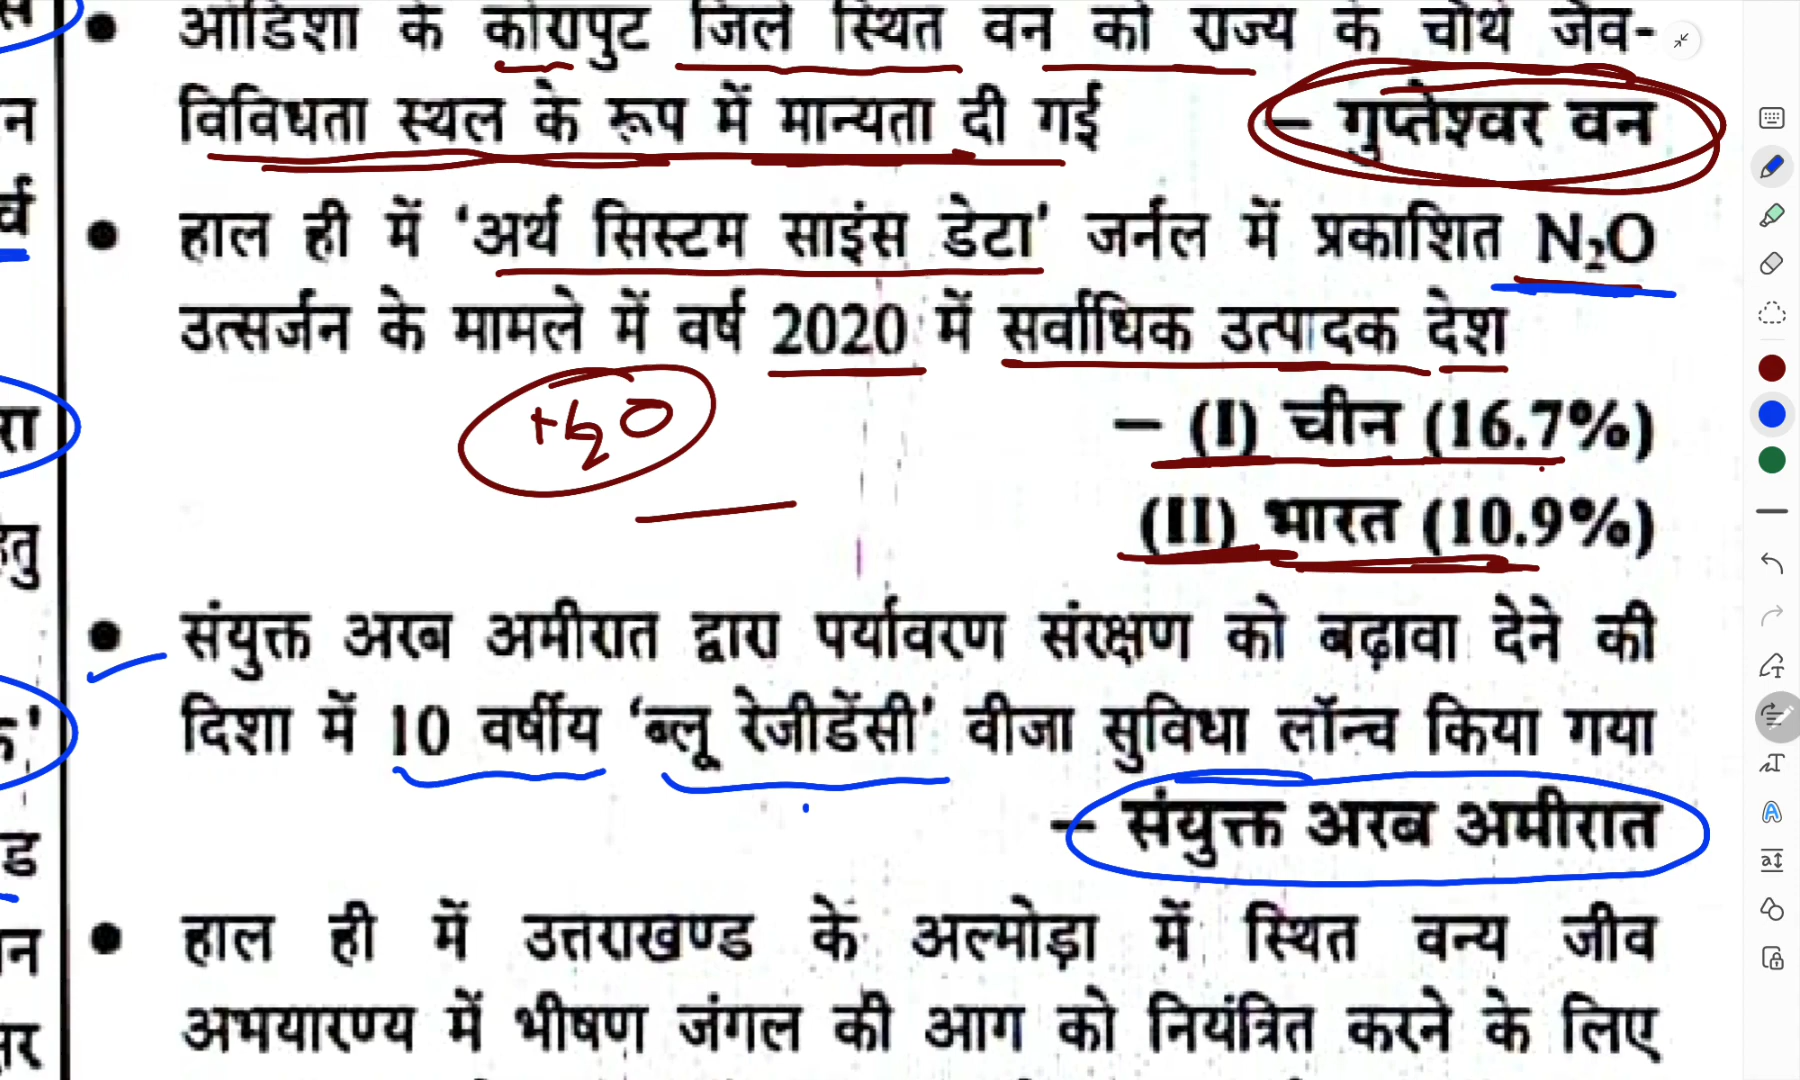 ओडिशा के कोरापुट जिले स्थित वन को राज्य के चौथे जैव-
विविधता स्थल के रूप में मान्यता दी गई – गुप्तेश्वर वन
हाल ही में ‘अर्थ सिस्टम साइंस डेटा’ जर्नल में प्रकाशित N₂O
उत्सर्जन के मामले में वर्ष 2020 में सर्वाधिक उत्पादक देश
H₂O
– (I) चीन (16.7%)
(II) भारत (10.9%)
संयुक्त अरब अमीरात द्वारा पर्यावरण संरक्षण को बढ़ावा देने की
दिशा में 10 वर्षीय ‘ब्लू रेजीडेंसी’ वीजा सुविधा लॉन्च किया गया
– संयुक्त अरब अमीरात
हाल ही में उत्तराखण्ड के अल्मोड़ा में स्थित वन्य जीव
अभयारण्य में भीषण जंगल की आग को नियंत्रित करने के लिए